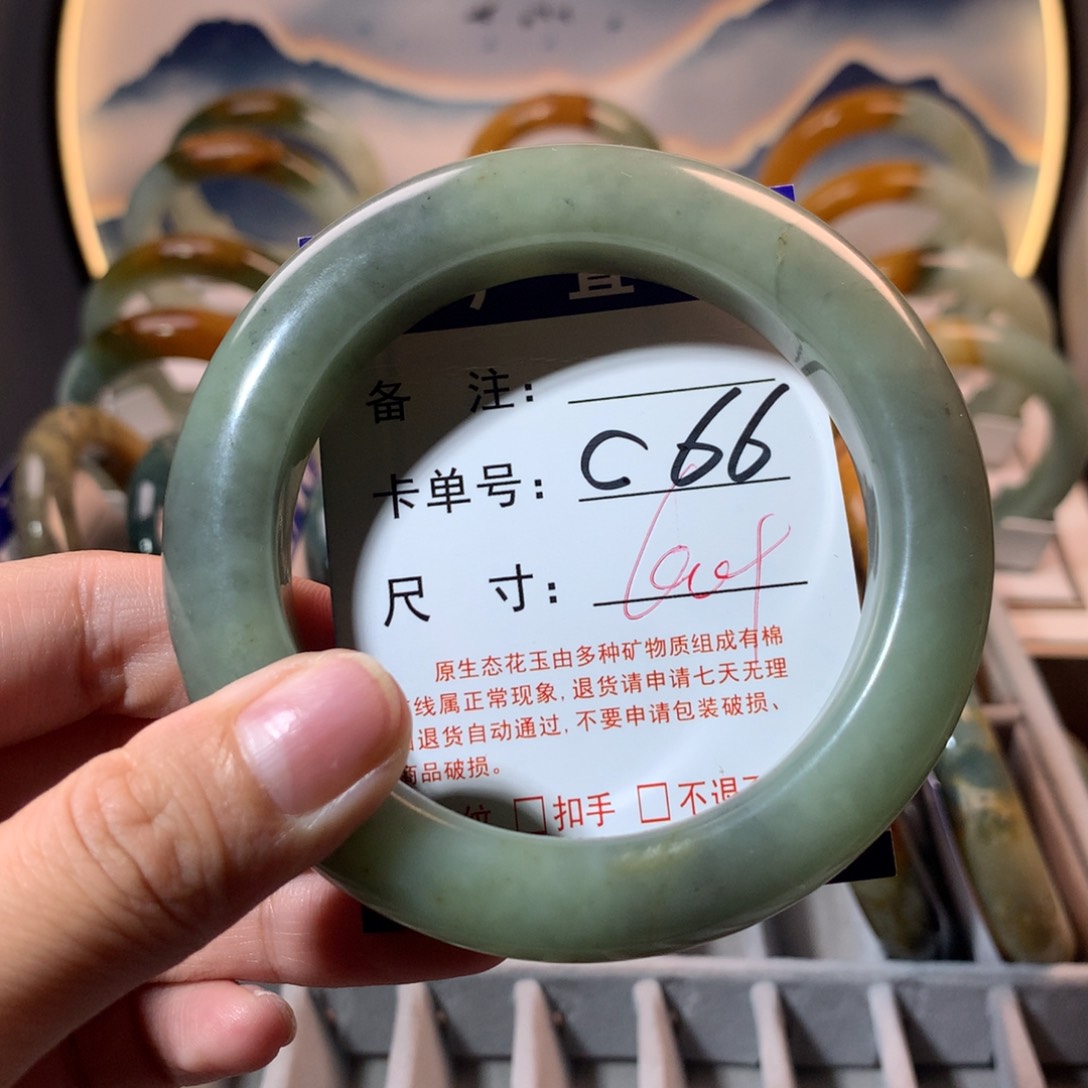 直
备 注:
卡单号: C 66
尺 寸:
原生态花玉由多种矿物质组成有棉
线属正常现象,退货请申请七天无理
退货自动通过,不要申请包装破损、
商品破损。
□扣手 □不退